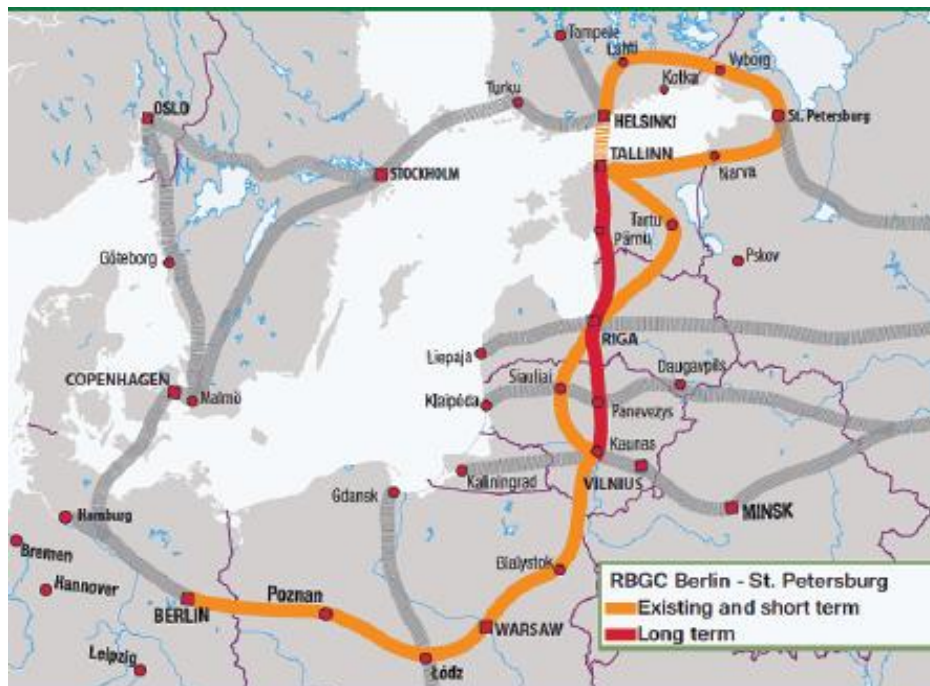 Tampele
Lahti
Vyborg
Kotka
Turku
OSLO
HELSINKI
St. Petersburg
TALLINN
STOCKHOLM
Narva
Tartu
Pärnu
Göteborg
Pskov
RIGA
Liepaja
Daugavpils
COPENHAGEN
Siauliai
Malmö
Klaipėda
Panevezys
Kaunas
Kaliningrad
VILNIUS
Gdansk
MINSK
Hamburg
Bremen
Bialystok
Hannover
BERLIN
Poznan
WARSAW
Leipzig
Łódz
RBGC Berlin - St. Petersburg
Existing and short term
Long term